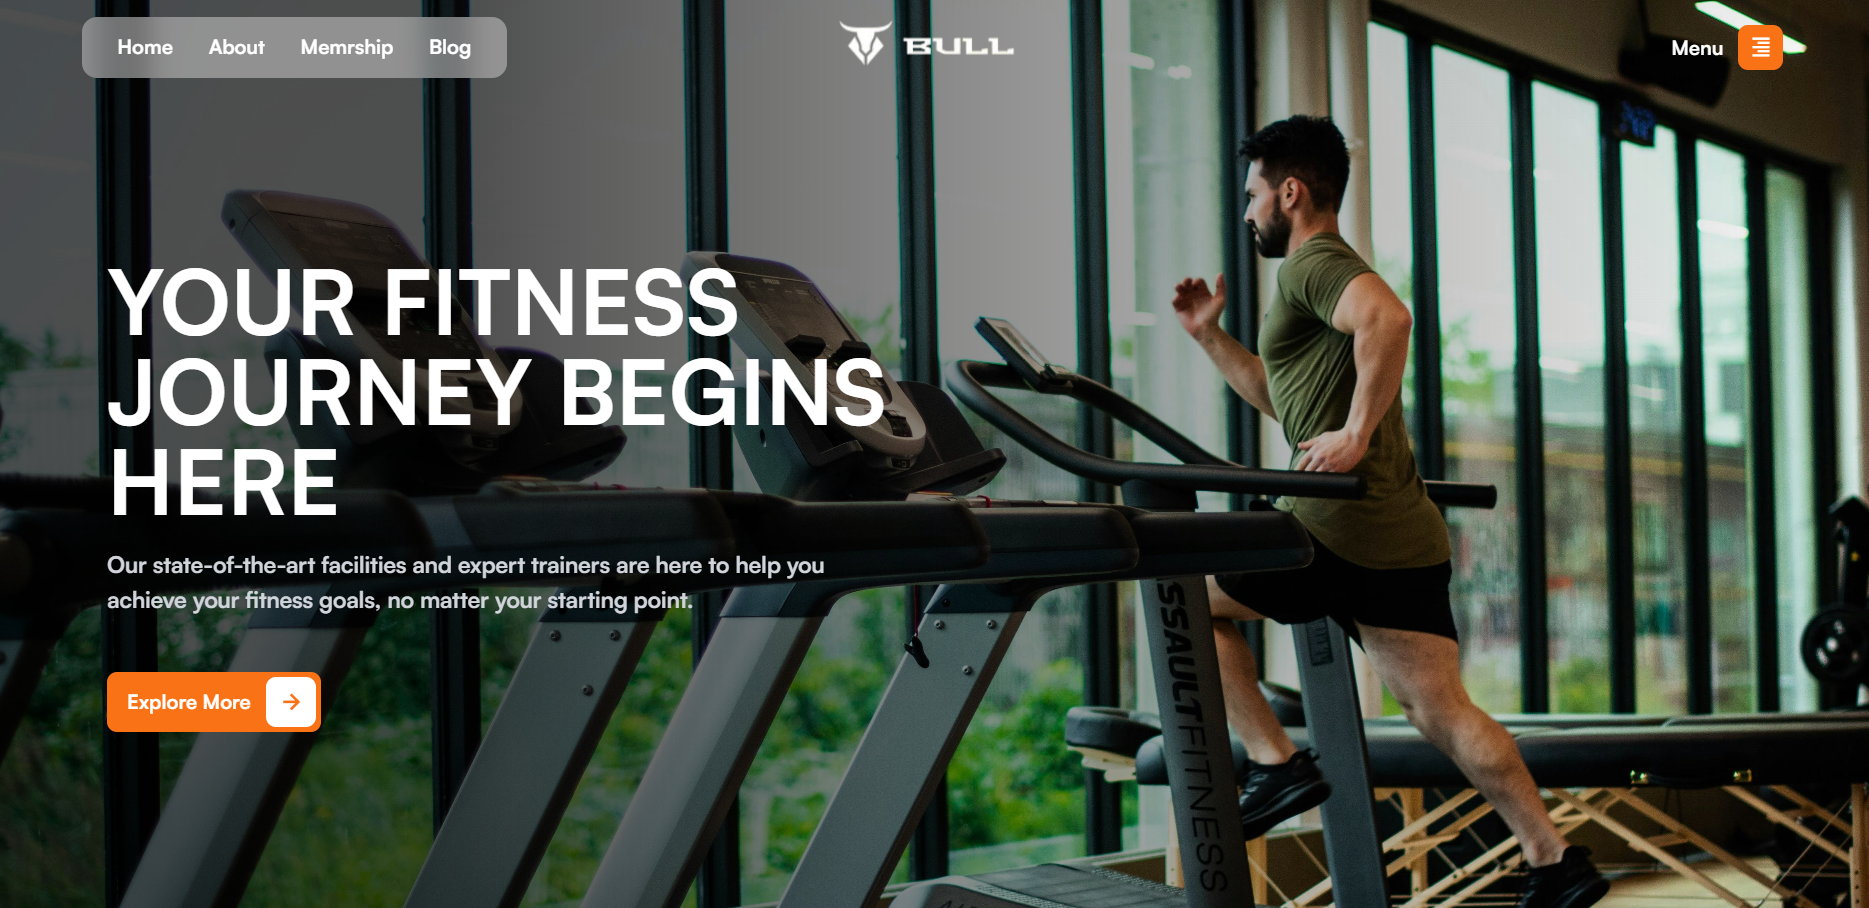 Home About Memrship Blog
BULL
Menu
YOUR FITNESS
JOURNEY BEGINS
HERE
Our state-of-the-art facilities and expert trainers are here to help you
achieve your fitness goals, no matter your starting point.
Explore More
SSAULTFITNESS